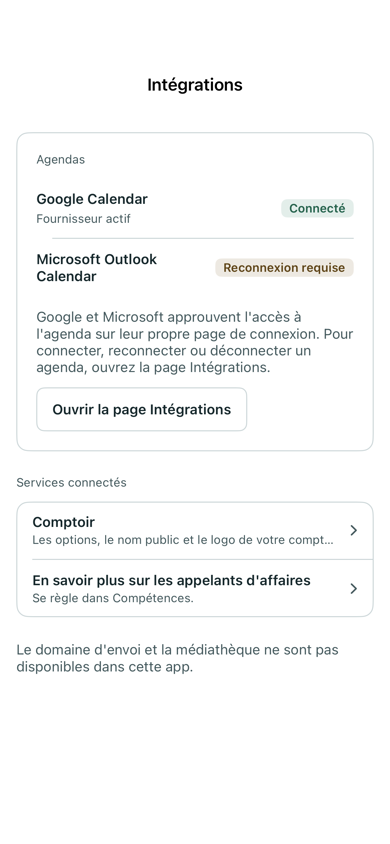 Intégrations
Agendas
Google Calendar
Fournisseur actif
Connecté
Microsoft Outlook
Calendar
Reconnexion requise
Google et Microsoft approuvent l'accès à
l'agenda sur leur propre page de connexion. Pour
connecter, reconnecter ou déconnecter un
agenda, ouvrez la page Intégrations.
Ouvrir la page Intégrations
Services connectés
Comptoir
Les options, le nom public et le logo de votre compt...
En savoir plus sur les appelants d'affaires
Se règle dans Compétences.
Le domaine d'envoi et la médiathèque ne sont pas
disponibles dans cette app.